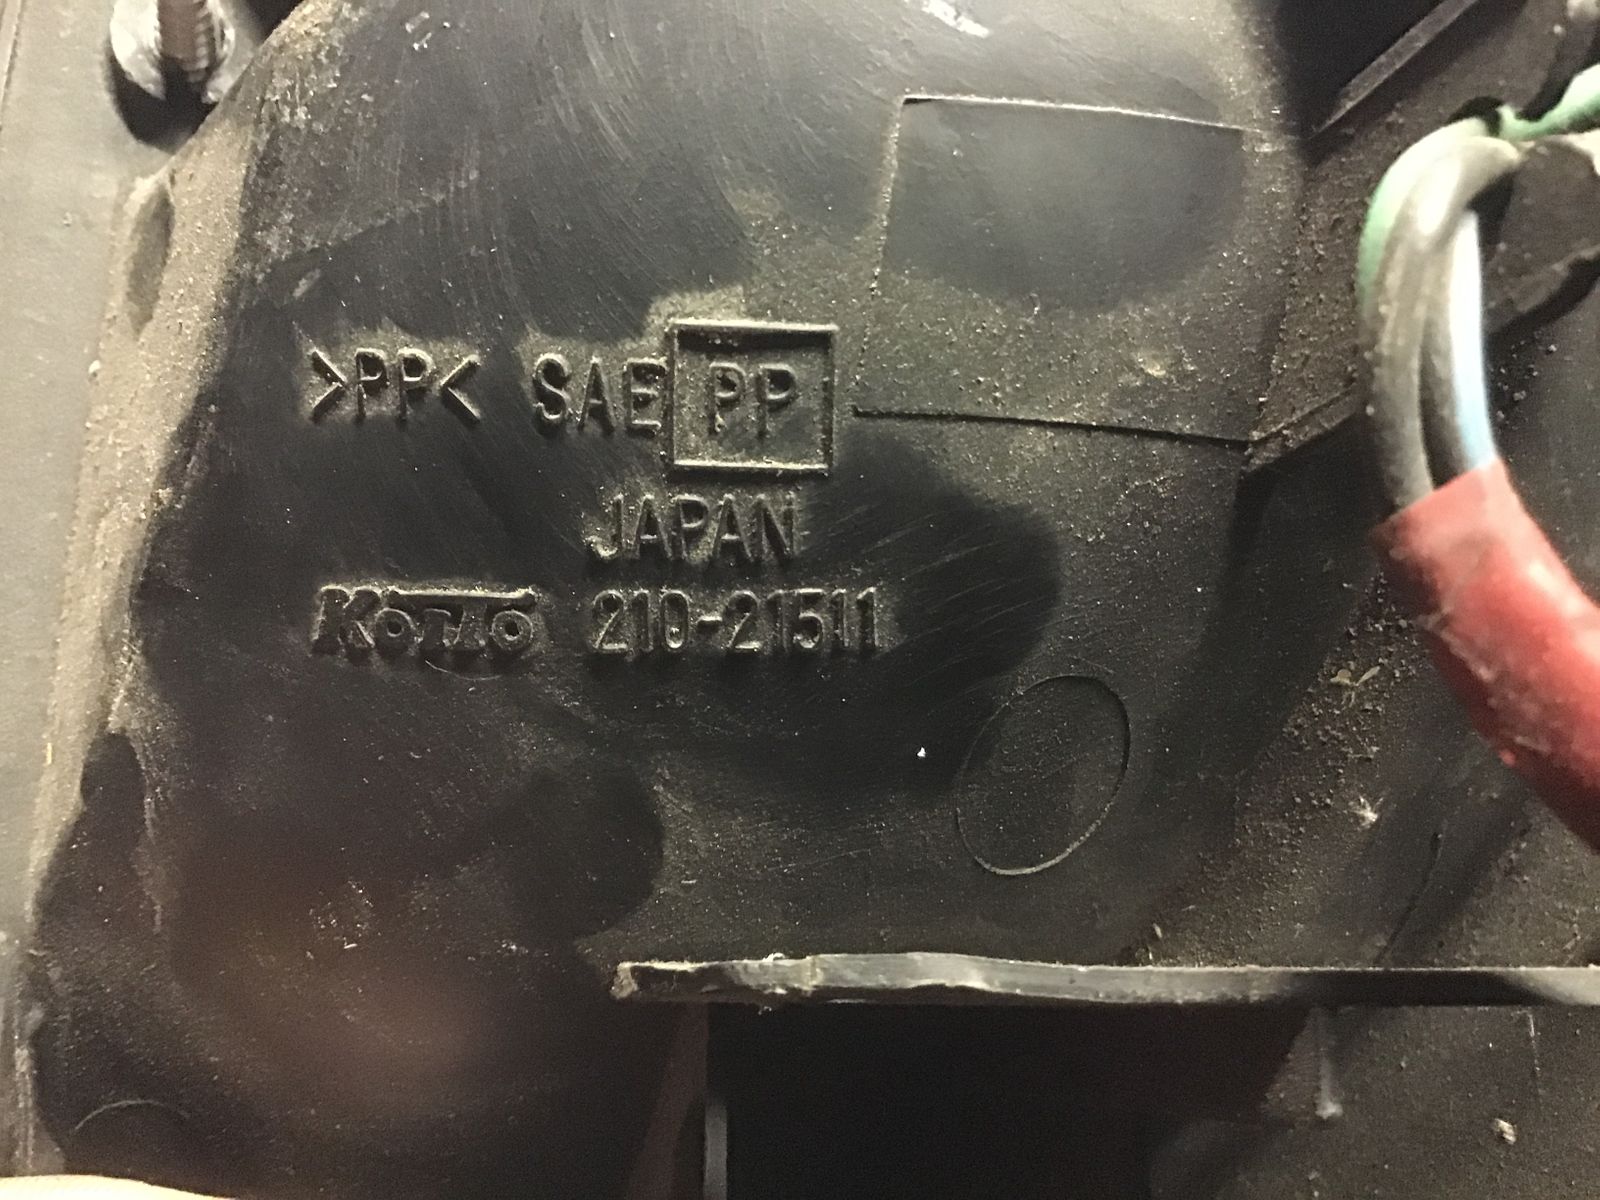 >PP< SAE PP
JAPAN
KOITO 210-21511